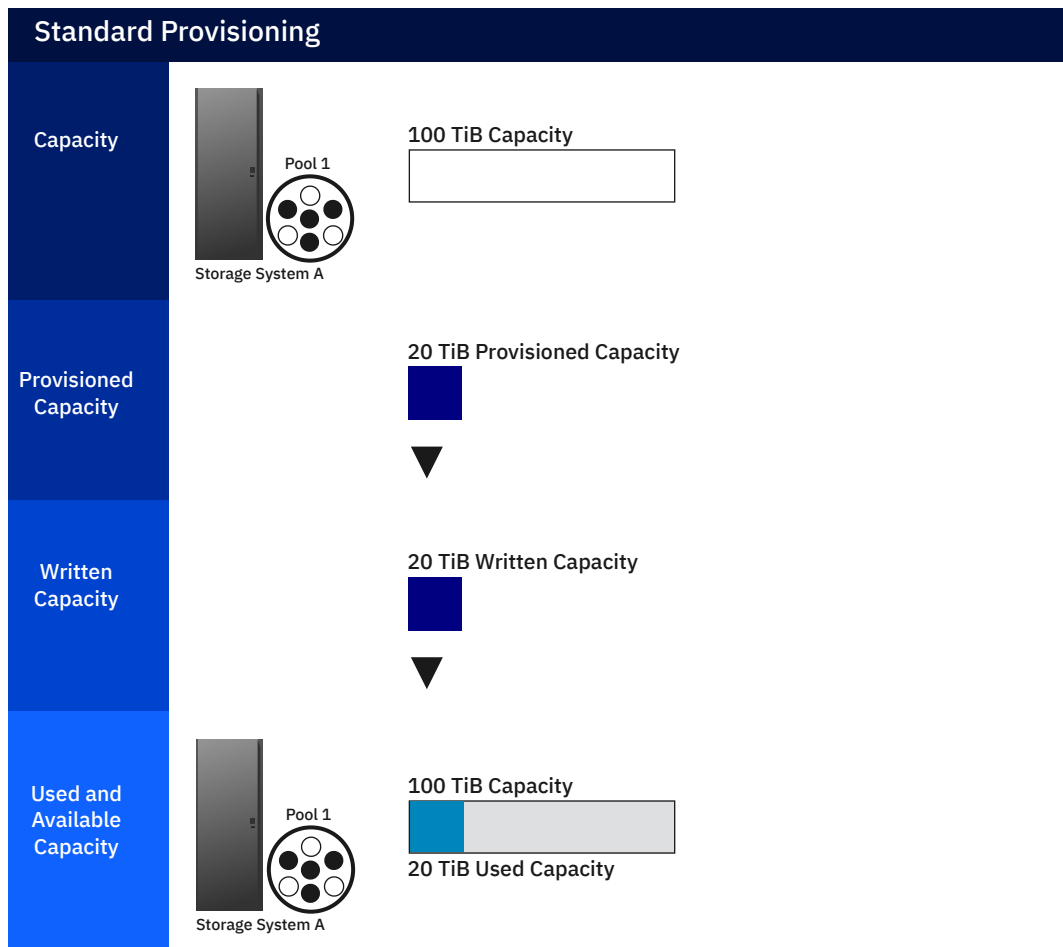 Standard Provisioning
Capacity
Pool 1
Storage System A
100 TiB Capacity
Provisioned
Capacity
20 TiB Provisioned Capacity
Written
Capacity
20 TiB Written Capacity
Used and
Available
Capacity
Pool 1
Storage System A
100 TiB Capacity
20 TiB Used Capacity